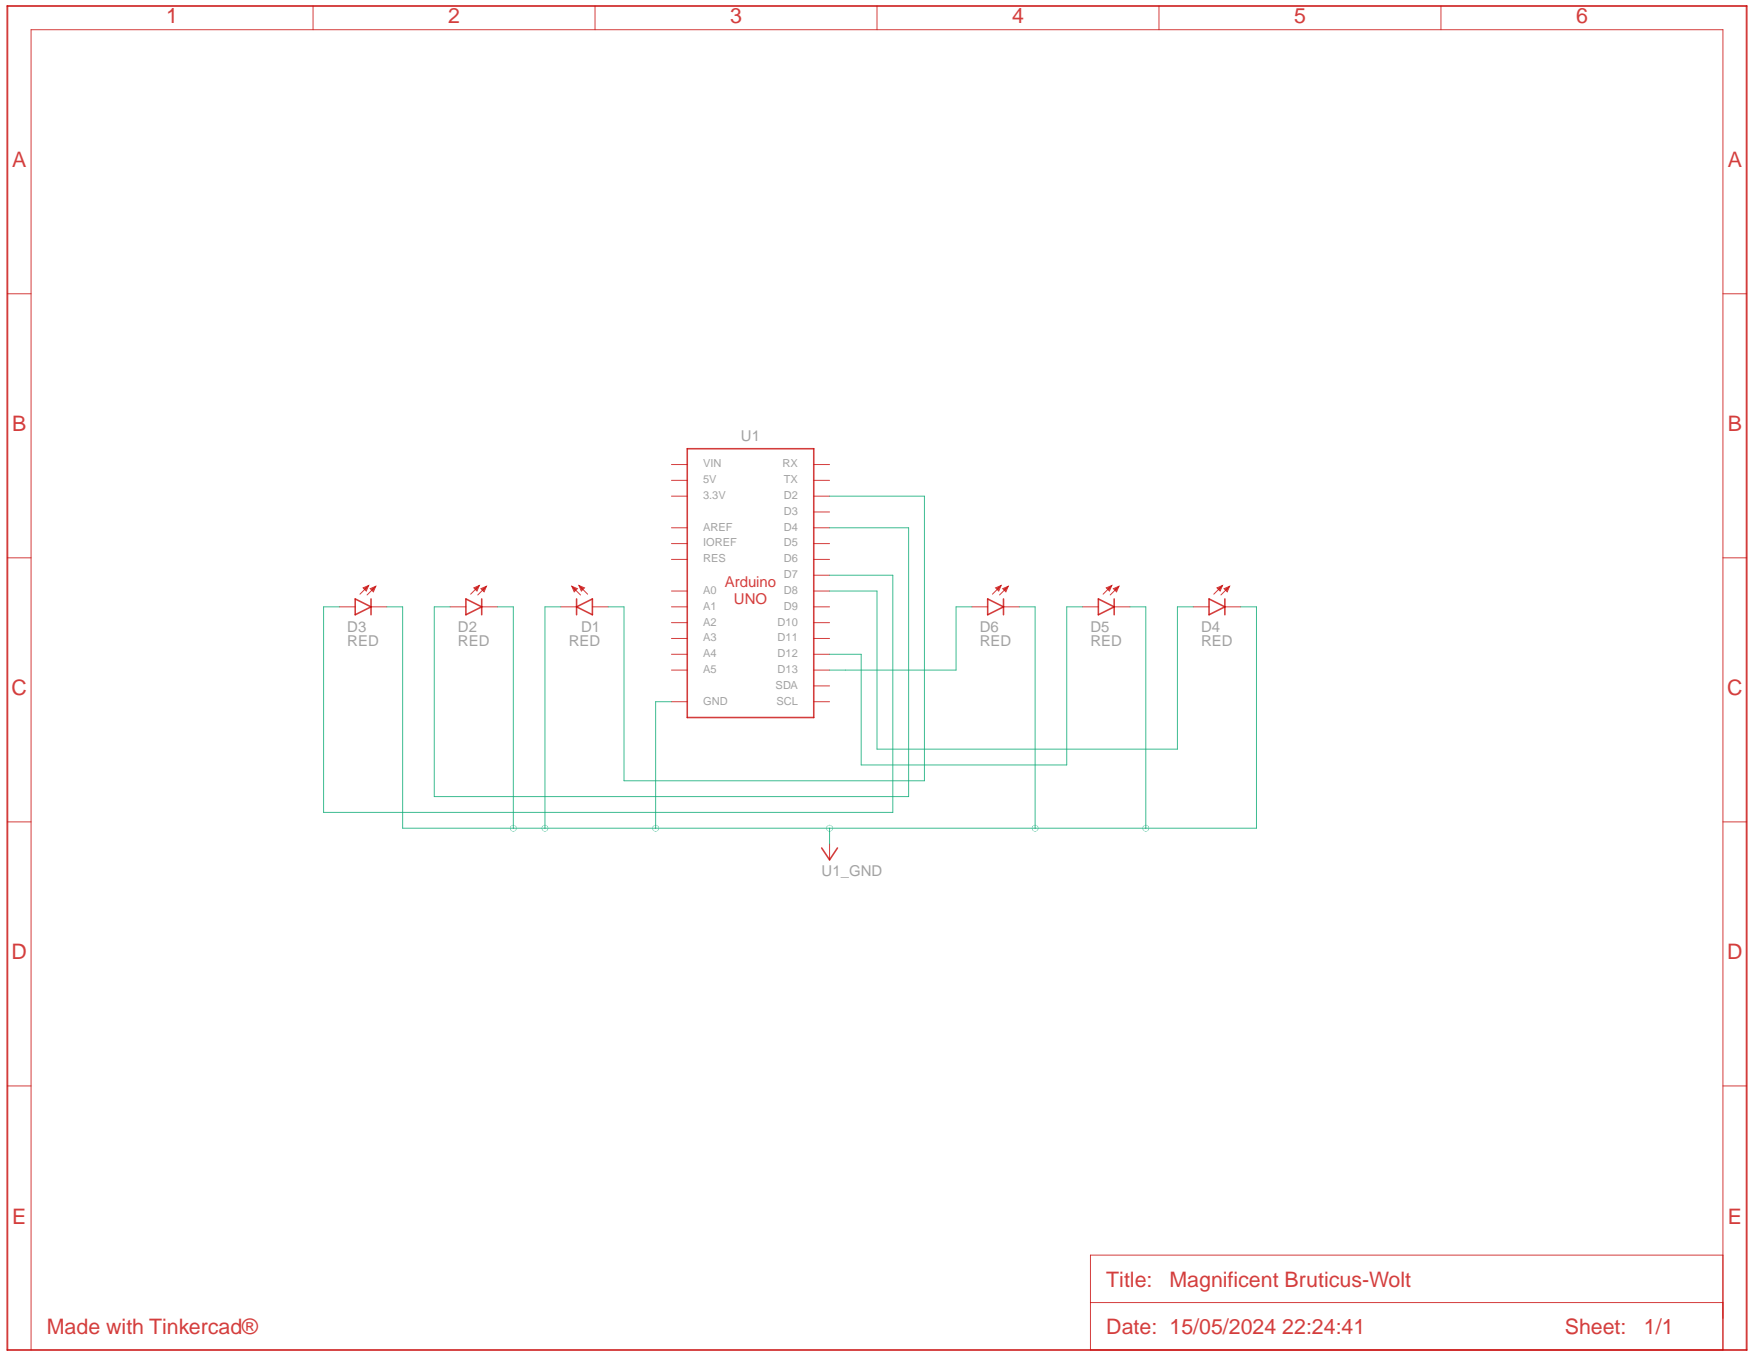 1 2 3 4 5 6
A A
B B
U1
VIN RX
5V TX
3.3V D2
D3
AREF D4
IOREF D5
RES D6
D7
Arduino
UNO
A0 D8
A1 D9
A2 D10
A3 D11
A4 D12
A5 D13
SDA
GND SCL
D3
RED
D2
RED
D1
RED
D6
RED
D5
RED
D4
RED
C C
U1_GND
D D
E E
Title: Magnificent Bruticus-Wolt
Made with Tinkercad®
Date: 15/05/2024 22:24:41 Sheet: 1/1